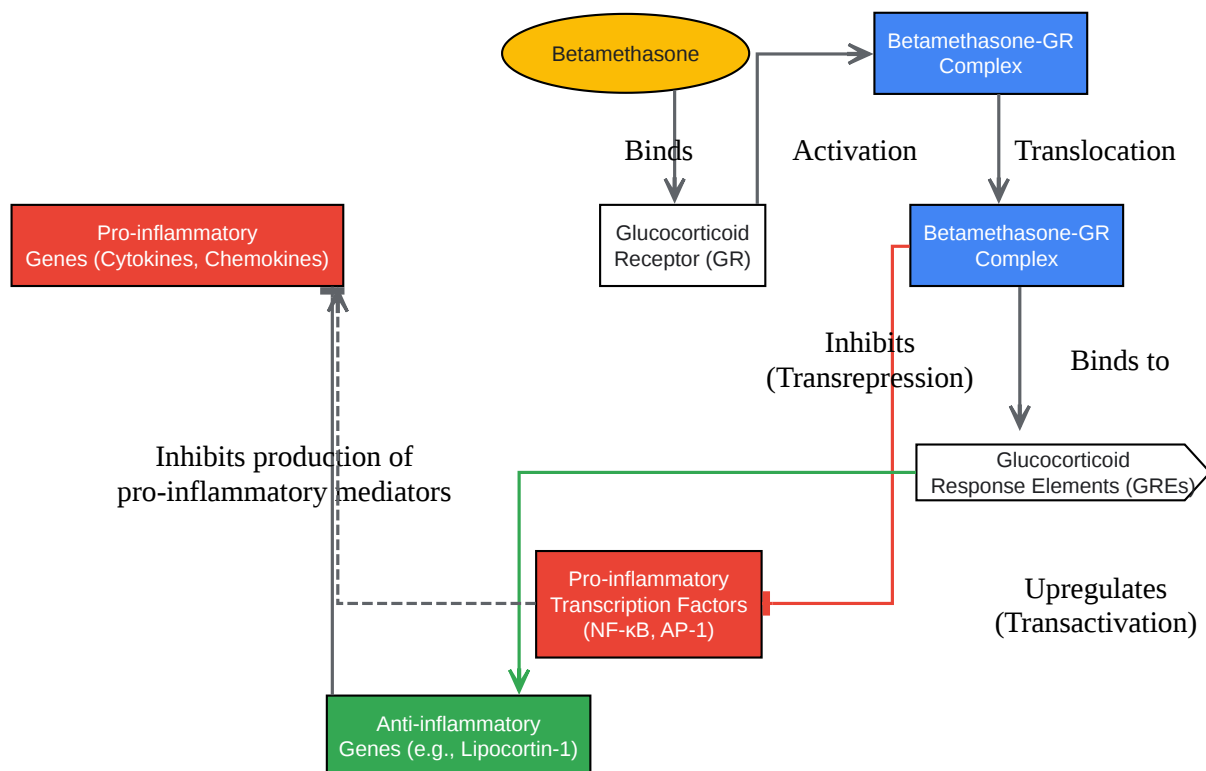 Betamethasone
Betamethasone-GR
Complex
Binds
Activation
Translocation
Pro-inflammatory
Genes (Cytokines, Chemokines)
Glucocorticoid
Receptor (GR)
Betamethasone-GR
Complex
Inhibits
(Transrepression)
Binds to
Inhibits production of
pro-inflammatory mediators
Glucocorticoid
Response Elements (GREs)
Pro-inflammatory
Transcription Factors
(NF-κB, AP-1)
Upregulates
(Transactivation)
Anti-inflammatory
Genes (e.g., Lipocortin-1)